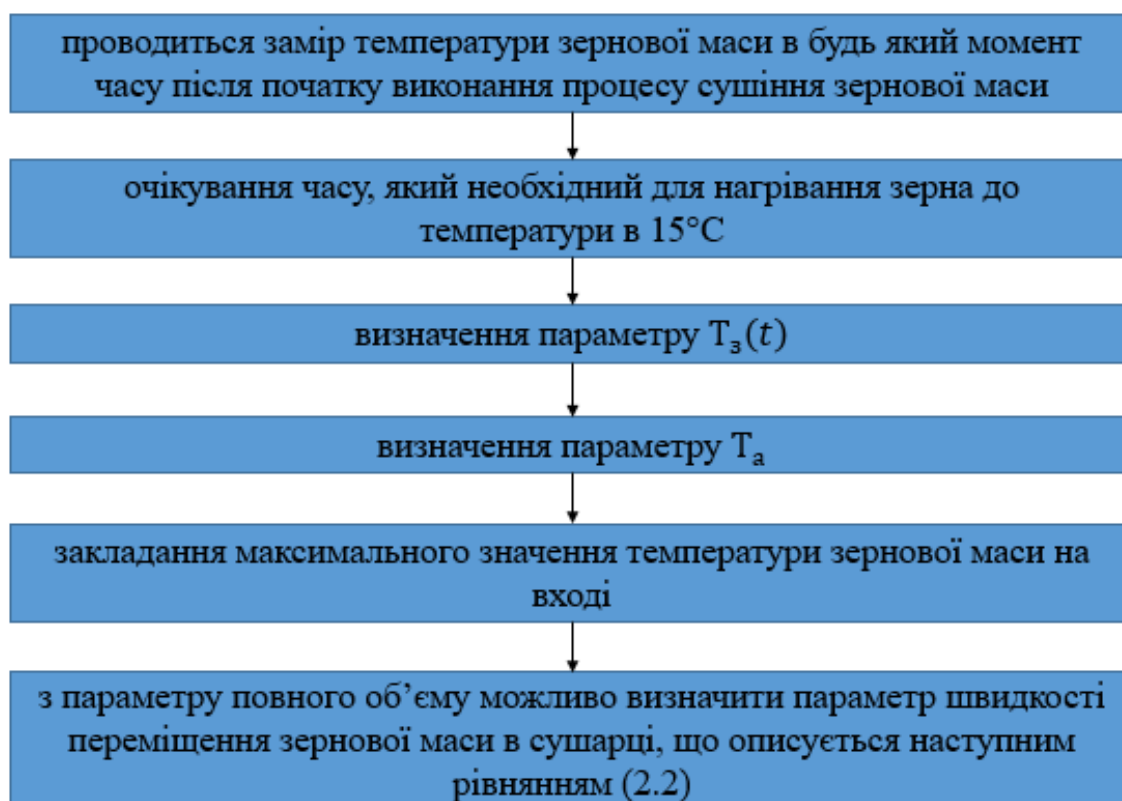 проводиться замір температури зернової маси в будь який момент
часу після початку виконання процесу сушіння зернової маси
очікування часу, який необхідний для нагрівання зерна до
температури в 15°С
визначення параметру Tз(t)
визначення параметру Tа
закладання максимального значення температури зернової маси на
вході
з параметру повного об’єму можливо визначити параметр швидкості
переміщення зернової маси в сушарці, що описується наступним
рівнянням (2.2)